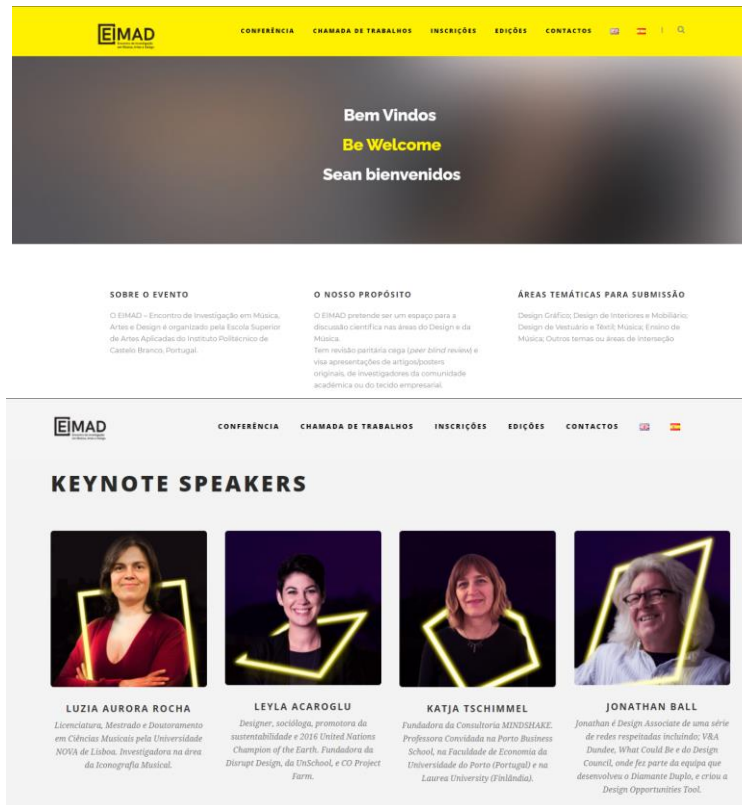 EIMAD
CONFERÊNCIA CHAMADA DE TRABALHOS INSCRIÇÕES EDIÇÕES CONTACTOS
Bem Vindos
Be Welcome
Sean bienvenidos
SOBRE O EVENTO
O EIMAD – Encontro de Investigação em Música,
Artes e Design é organizado pela Escola Superior
de Artes Aplicadas do Instituto Politécnico de
Castelo Branco, Portugal.
O NOSSO PROPÓSITO
O EIMAD pretende ser um espaço para a
discussão científica nas áreas do Design e da
Música.
Tem revisão paritária cega (peer blind review) e
visa apresentações de artigos/posters
originais, de investigadores da comunidade
académica ou do tecido empresarial.
ÁREAS TEMÁTICAS PARA SUBMISSÃO
Design Gráfico; Design de Interiores e Mobiliário;
Design de Vestuário e Têxtil; Música; Ensino de
Música; Outros temas ou áreas de interseção
EIMAD
CONFERÊNCIA CHAMADA DE TRABALHOS INSCRIÇÕES EDIÇÕES CONTACTOS
KEYNOTE SPEAKERS
LUZIA AURORA ROCHA
Licenciatura, Mestrado e Doutoramento
em Ciências Musicais pela Universidade
NOVA de Lisboa. Investigadora na área
da Iconografia Musical.
LEYLA ACAROGLU
Designer, socióloga, promotora da
sustentabilidade e 2016 United Nations
Champion of the Earth. Fundadora da
Disrupt Design, da UnSchool, e CO Project
Farm.
KATJA TSCHIMMEL
Fundadora da Consultoria MINDSHAKE.
Professora Convidada na Porto Business
School, na Faculdade de Economia da
Universidade do Porto (Portugal) e na
Laurea University (Finlândia).
JONATHAN BALL
Jonathan é Design Associate de uma série
de redes respeitadas incluindo; V&A
Dundee, What Could Be e do Design
Council, onde fez parte da equipa que
desenvolveu o Diamante Duplo, e criou a
Design Opportunities Tool.